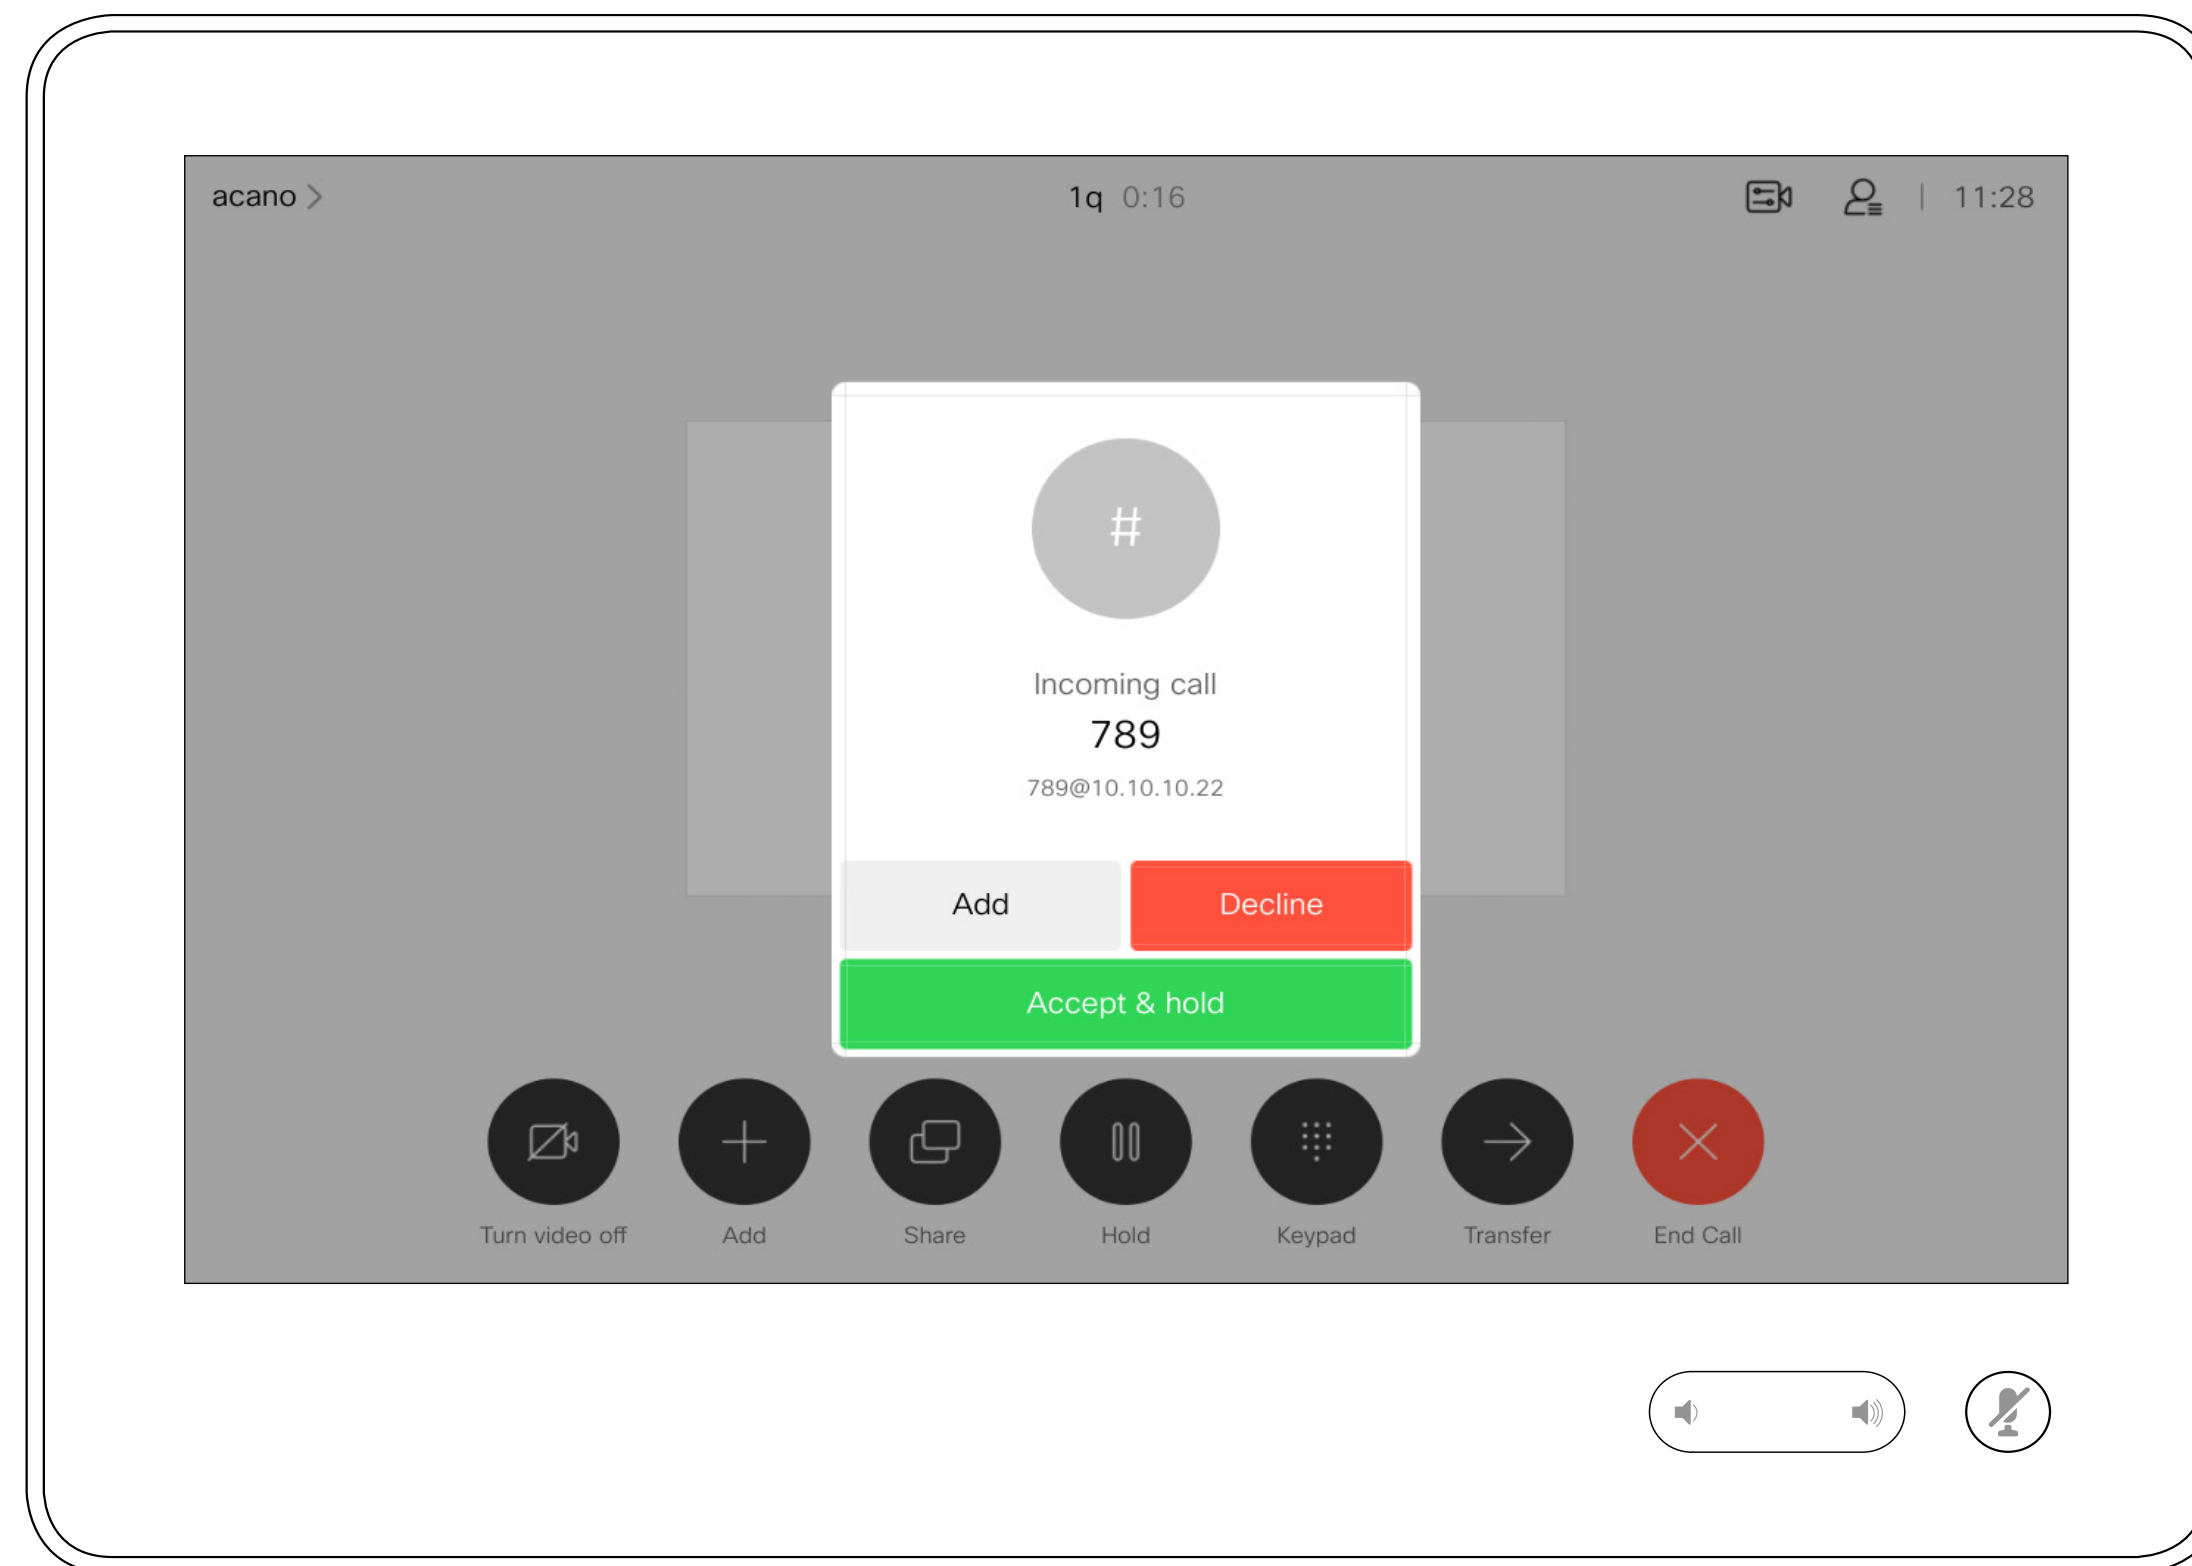 acano
1q 0:16
11:28
#
Incoming call
789
789@10.10.10.22
Add Decline
Accept & hold
Turn video off Add Share Hold Keypad Transfer End Call